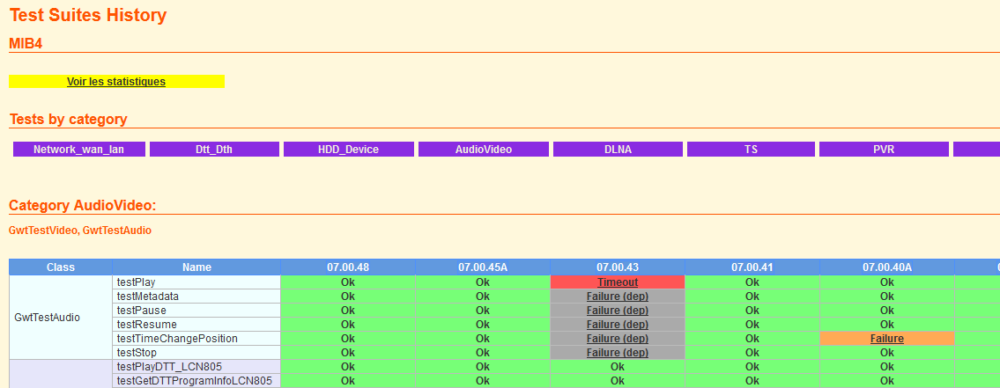 Test Suites History
MIB4
Voir les statistiques
Tests by category
Network_wan_lan Dtt_Dth HDD_Device AudioVideo DLNA TS PVR
Category AudioVideo:
GwtTestVideo, GwtTestAudio
Class Name 07.00.48 07.00.45A 07.00.43 07.00.41 07.00.40A
GwtTestAudio
testPlay Ok Ok Timeout Ok Ok
testMetadata Ok Ok Failure (dep) Ok Ok
testPause Ok Ok Failure (dep) Ok Ok
testResume Ok Ok Failure (dep) Ok Ok
testTimeChangePosition Ok Ok Failure (dep) Ok Failure
testStop Ok Ok Failure (dep) Ok Ok
testPlayDTT_LCN805 Ok Ok Ok Ok Ok
testGetDTTProgramInfoLCN805 Ok Ok Ok Ok Ok